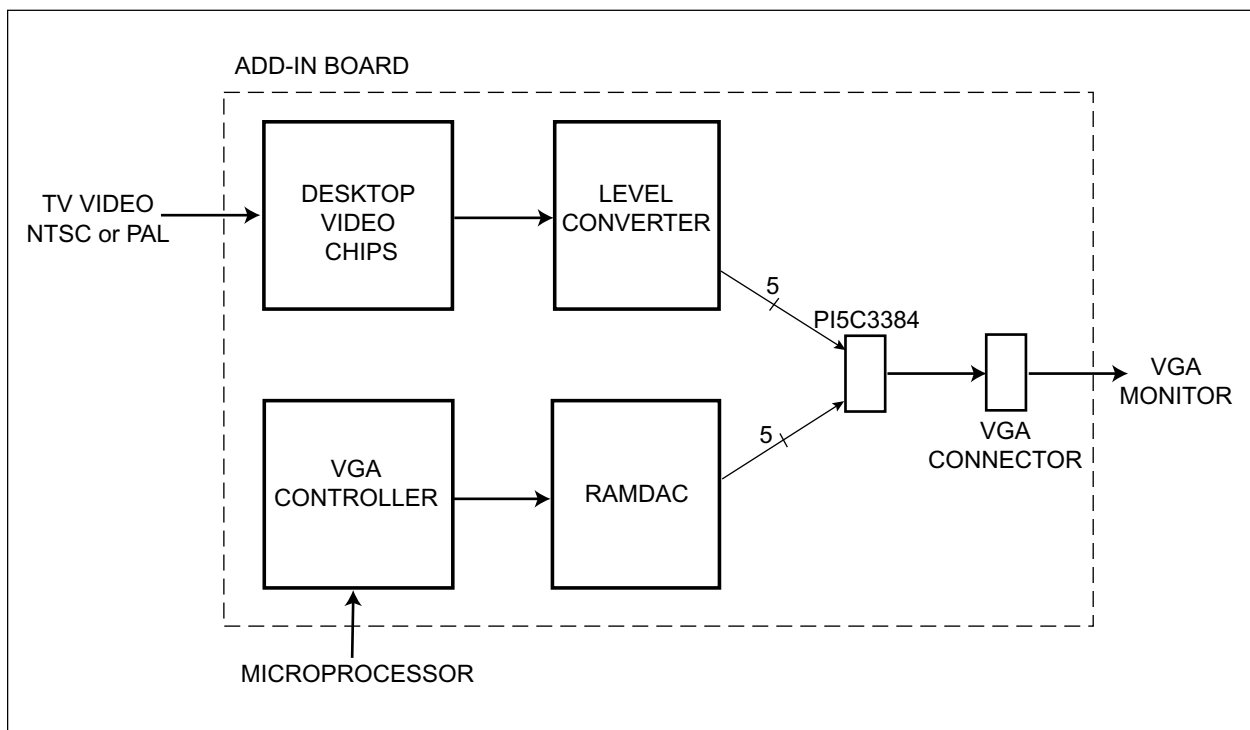 ADD-IN BOARD
TV VIDEO
NTSC or PAL
DESKTOP
VIDEO
CHIPS
LEVEL
CONVERTER
5
PI5C3384
VGA
MONITOR
VGA
CONNECTOR
5
VGA
CONTROLLER
RAMDAC
MICROPROCESSOR